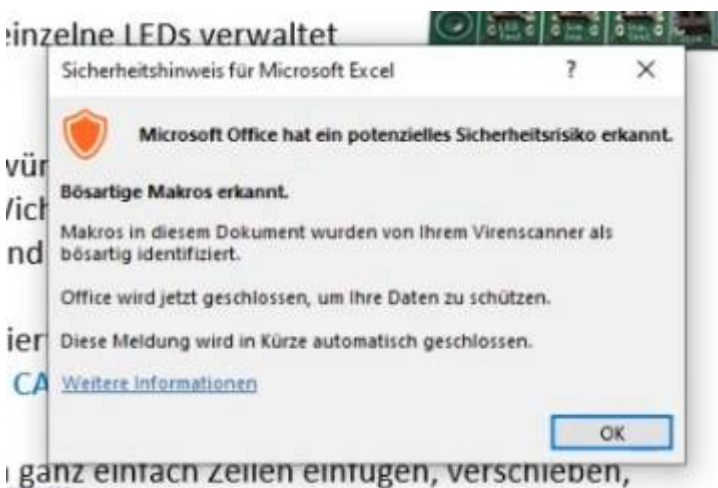 einzelne LEDs verwaltet
Sicherheitshinweis für Microsoft Excel
Microsoft Office hat ein potenzielles Sicherheitsrisiko erkannt.
Bösartige Makros erkannt.
Makros in diesem Dokument wurden von Ihrem Virenscanner als
bösartig identifiziert.
Office wird jetzt geschlossen, um Ihre Daten zu schützen.
Diese Meldung wird in Kürze automatisch geschlossen.
Weitere Informationen
OK
ganz einfach Zeilen einfügen, verschieben,